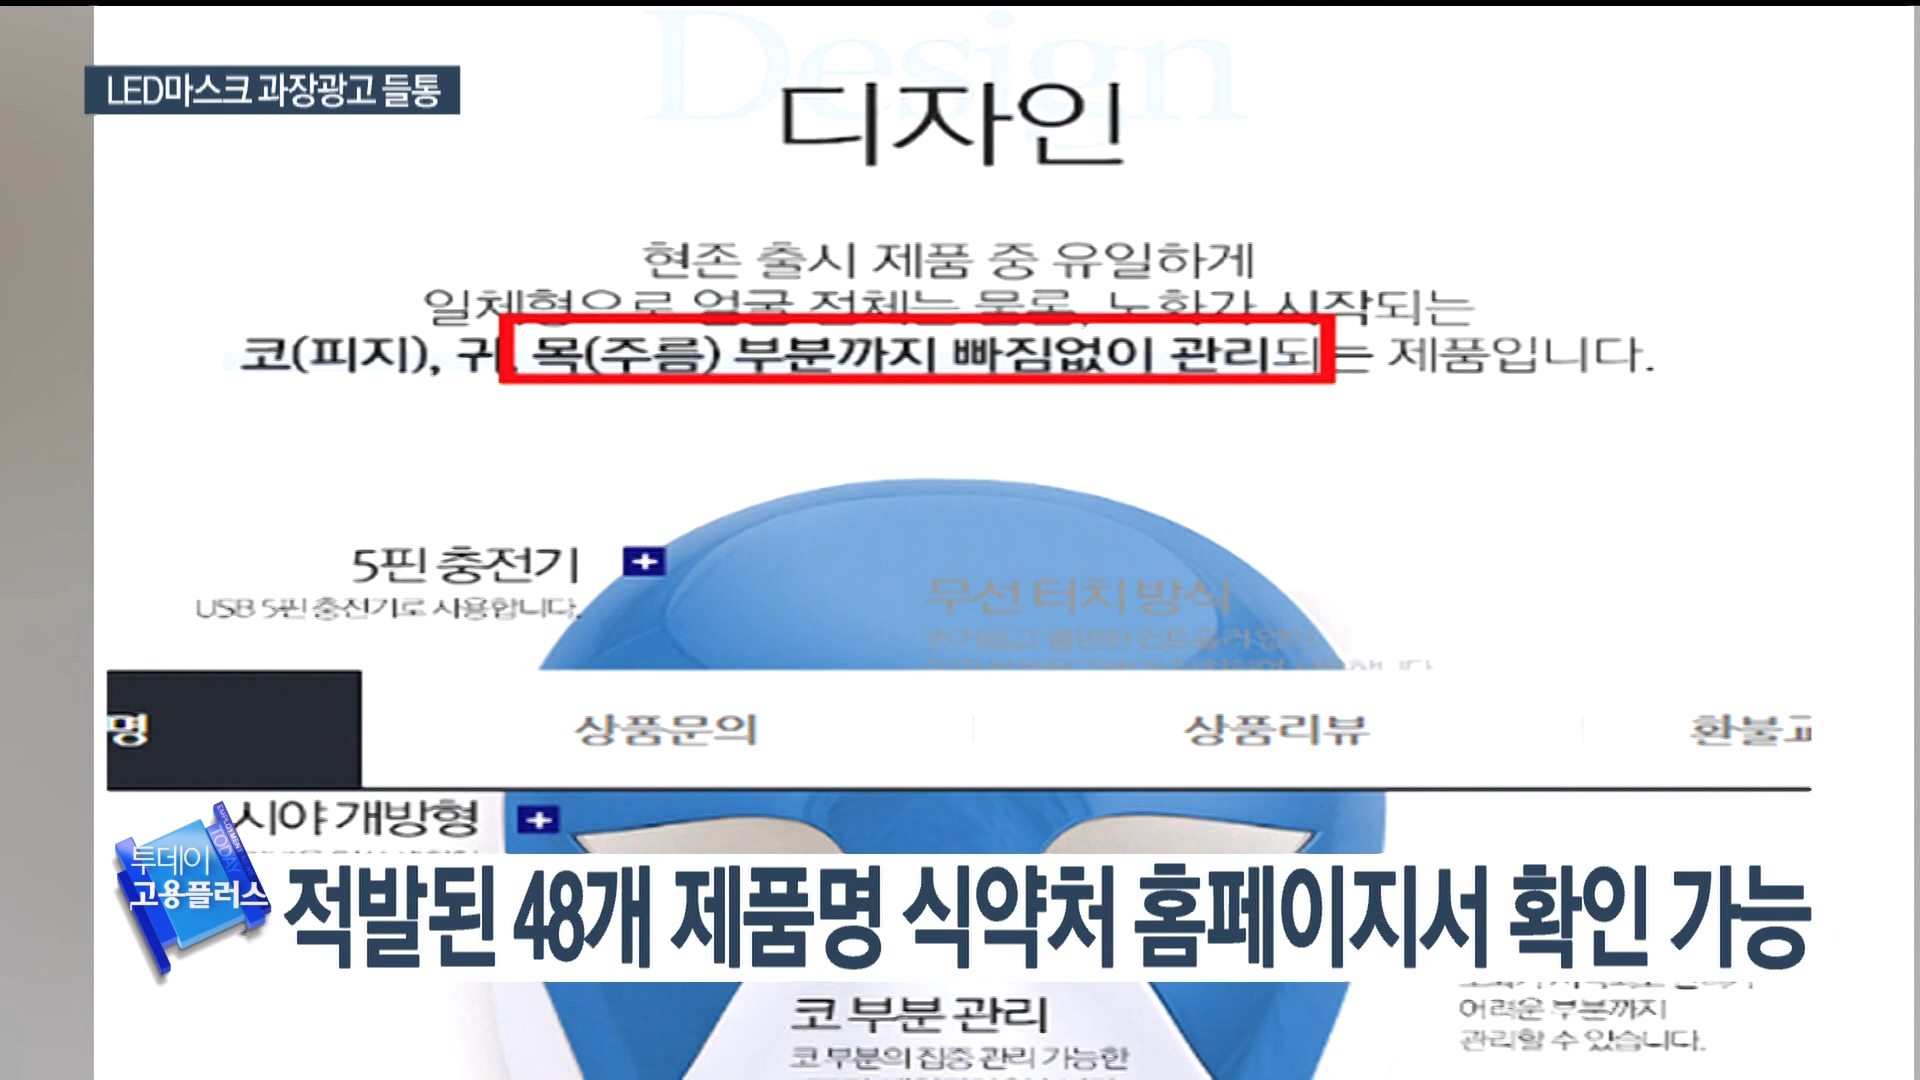 Design
LED마스크 과장광고 들통
디자인
현존 출시 제품 중 유일하게
일체형으로 얼굴 전체는 물론, 노화가 시작되는
코(피지), 귀, 목(주름) 부분까지 빠짐없이 관리되는 제품입니다.
5핀 충전기
USB 5핀 충전기로 사용합니다.
무선 터치 방식
명
상품문의
상품리뷰
환불교
시야 개방형
EMPLOYMENT
TODAY
투데이
고용플러스
적발된 48개 제품명 식약처 홈페이지서 확인 가능
코 부분 관리
코 부분의 집중 관리 가능한
어려운 부분까지
관리할 수 있습니다.